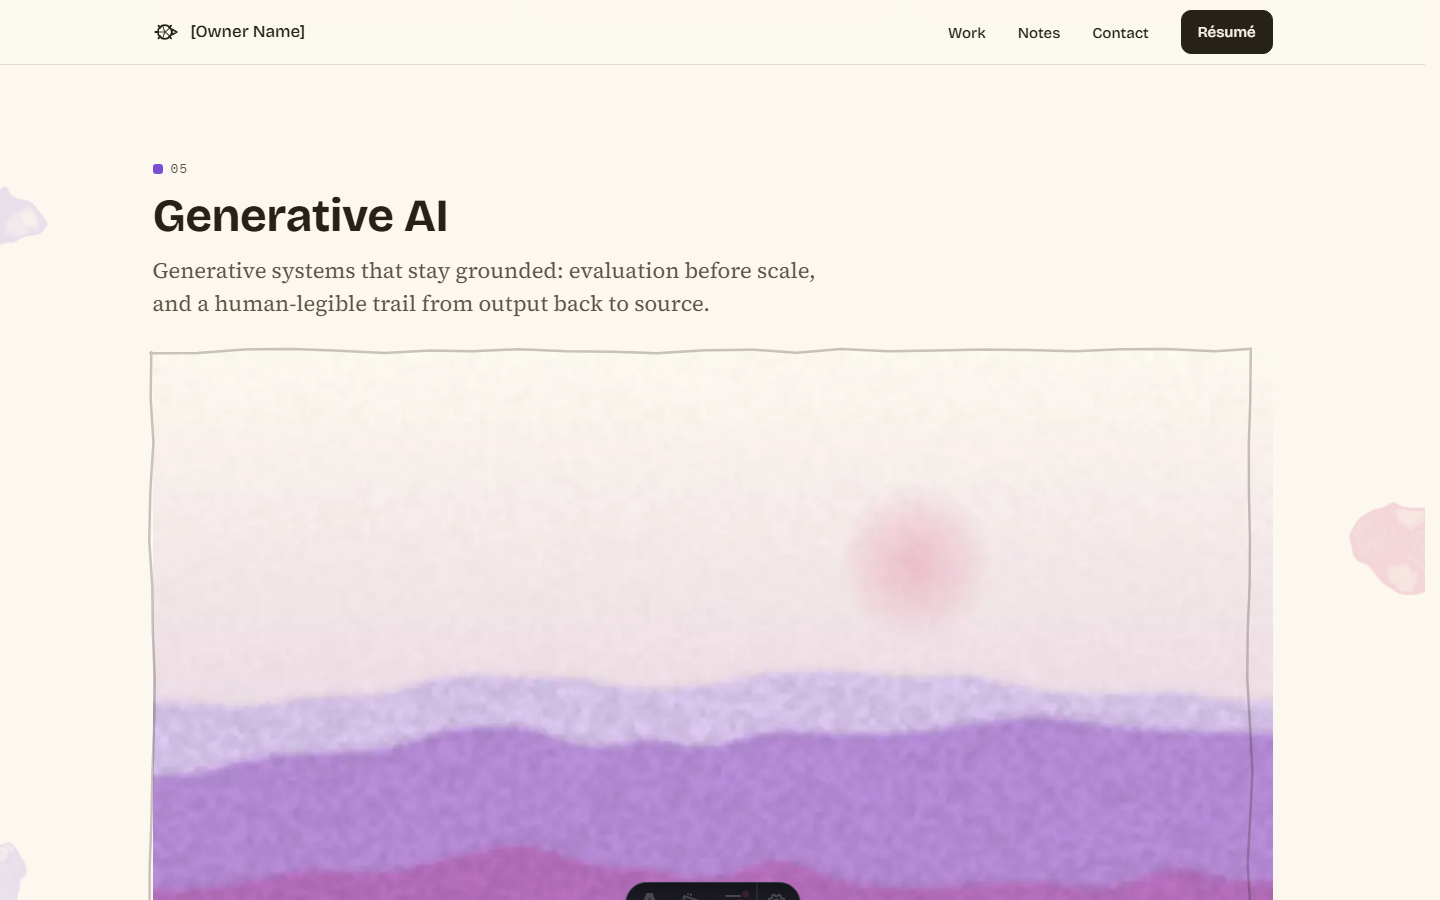 [Owner Name]
Work
Notes
Contact
Résumé
05
Generative AI
Generative systems that stay grounded: evaluation before scale,
and a human-legible trail from output back to source.